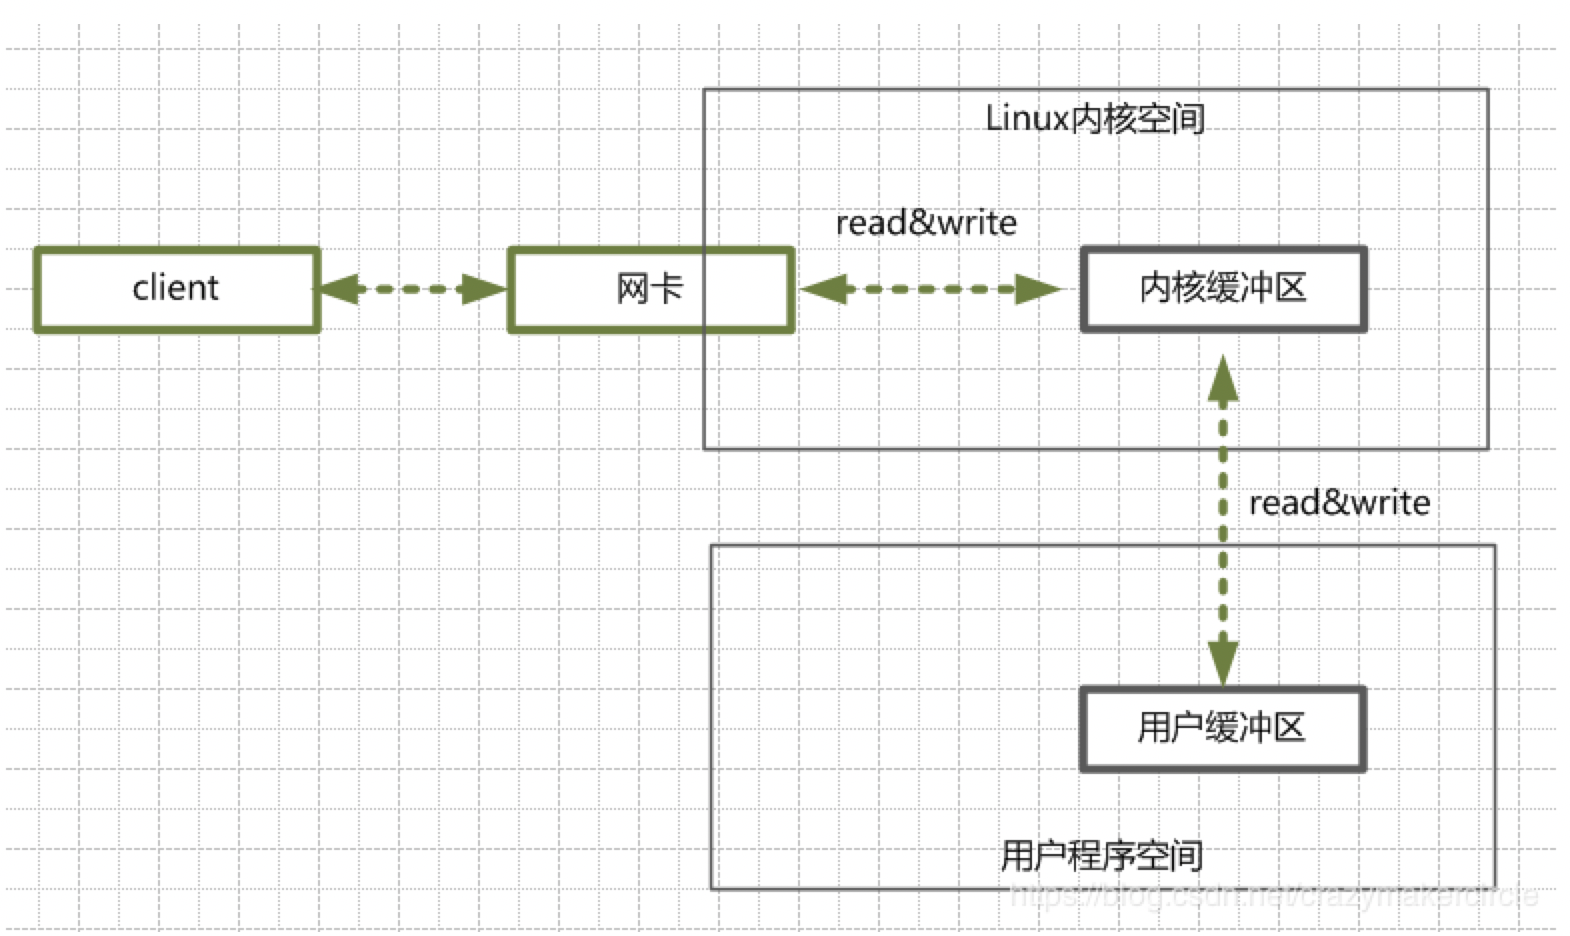 Linux内核空间
read&write
client
网卡
内核缓冲区
read&write
用户缓冲区
用户程序空间
https://blog.csdn.net/crazymakercircle